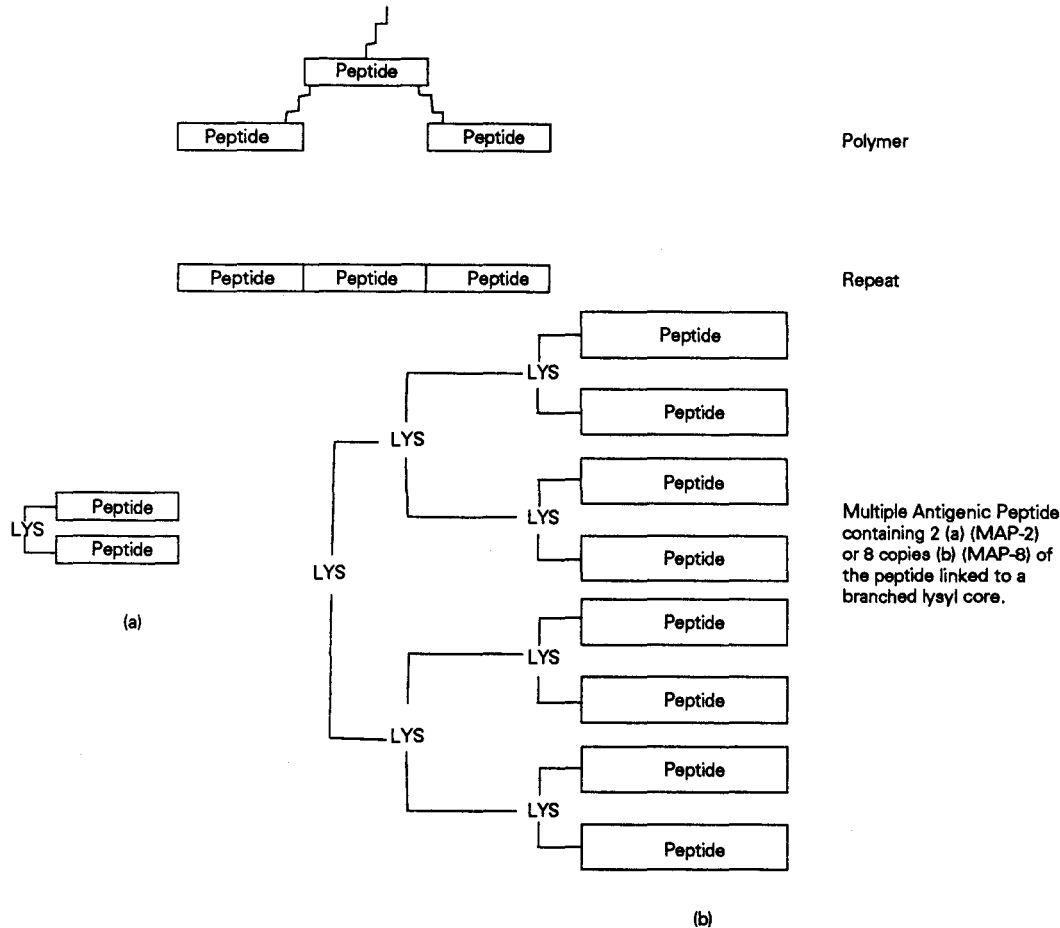 Peptide
Peptide Peptide
Polymer
Peptide Peptide Peptide
Repeat
Peptide
LYS
Peptide
LYS
Peptide
Peptide
LYS
LYS
Peptide
Peptide
LYS
Peptide
(a)
Multiple Antigenic Peptide
containing 2 (a) (MAP-2)
or 8 copies (b) (MAP-8) of
the peptide linked to a
branched lysyl core.
Peptide
LYS
Peptide
LYS
Peptide
LYS
Peptide
(b)